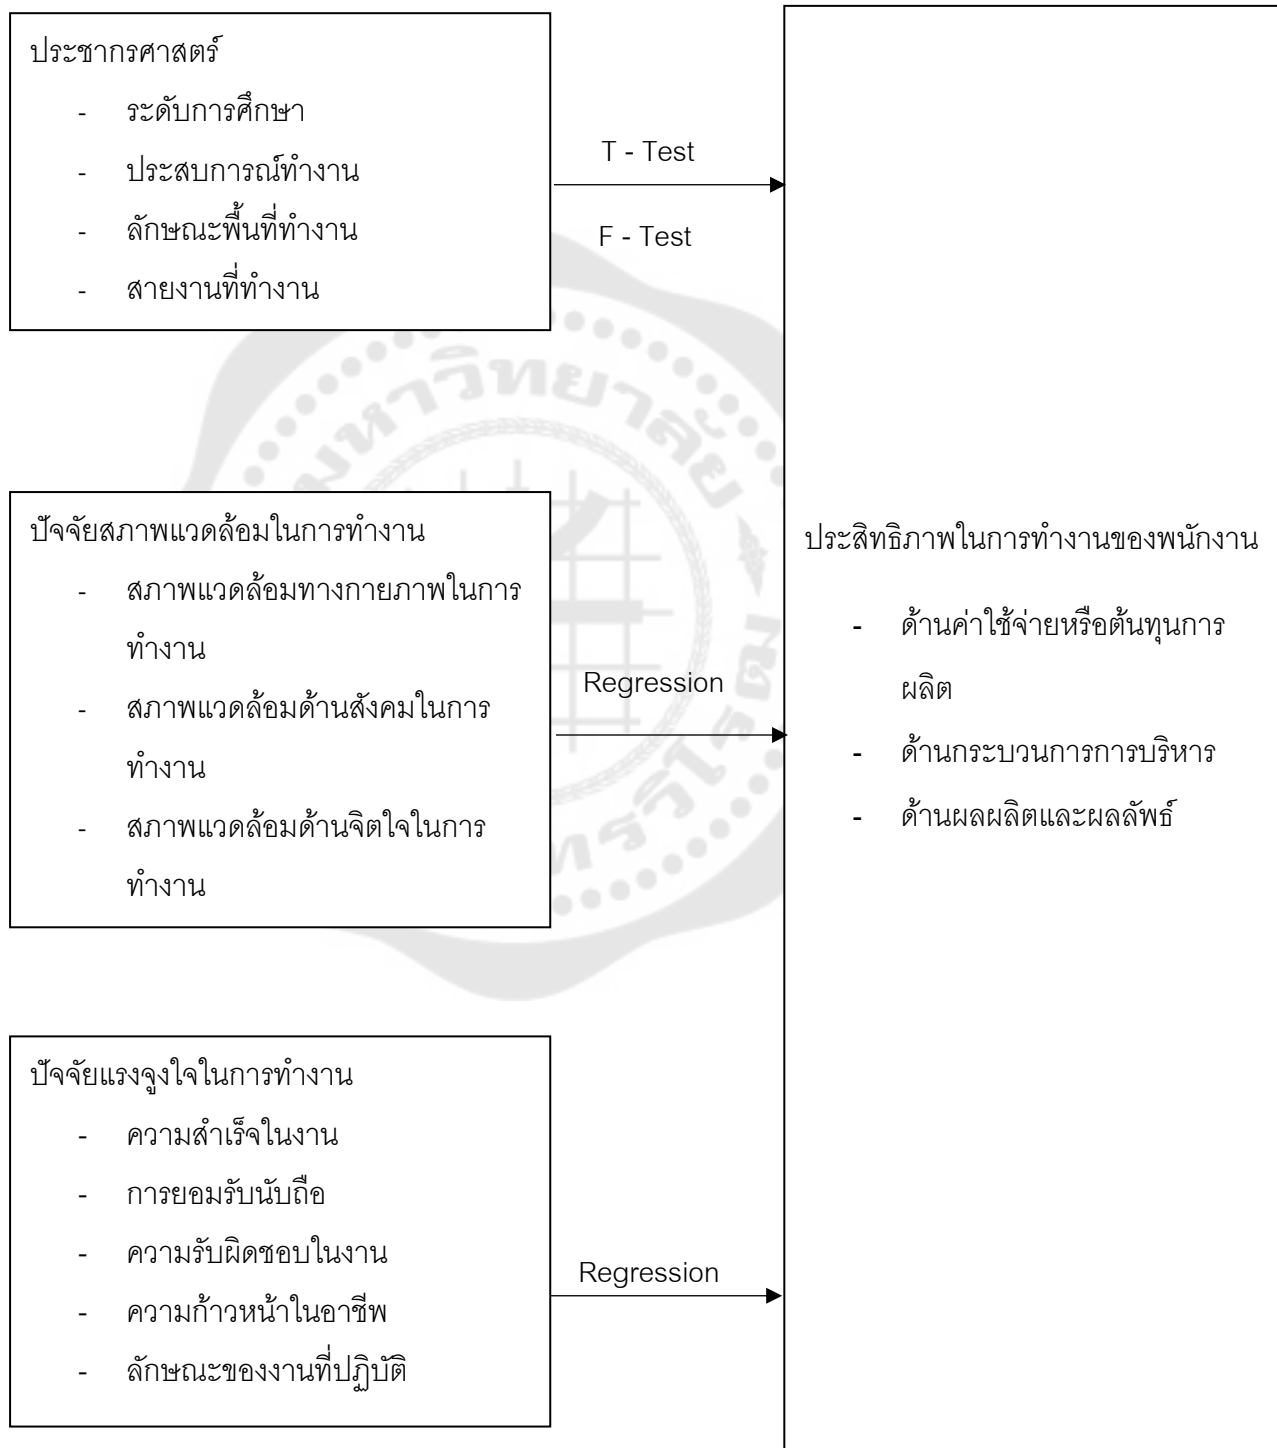 ประชากรศาสตร์
- ระดับการศึกษา
- ประสบการณ์ทำงาน
- ลักษณะพื้นที่ทำงาน
- สายงานที่ทำงาน
T - Test
F - Test
ปัจจัยสภาพแวดล้อมในการทำงาน
- สภาพแวดล้อมทางกายภาพในการ
ทำงาน
- สภาพแวดล้อมด้านสังคมในการ
ทำงาน
- สภาพแวดล้อมด้านจิตใจในการ
ทำงาน
Regression
ปัจจัยแรงจูงใจในการทำงาน
- ความสำเร็จในงาน
- การยอมรับนับถือ
- ความรับผิดชอบในงาน
- ความก้าวหน้าในอาชีพ
- ลักษณะของงานที่ปฏิบัติ
Regression
ประสิทธิภาพในการทำงานของพนักงาน
- ด้านค่าใช้จ่ายหรือต้นทุนการ
ผลิต
- ด้านกระบวนการการบริหาร
- ด้านผลผลิตและผลลัพธ์
มหาวิทยาลัย